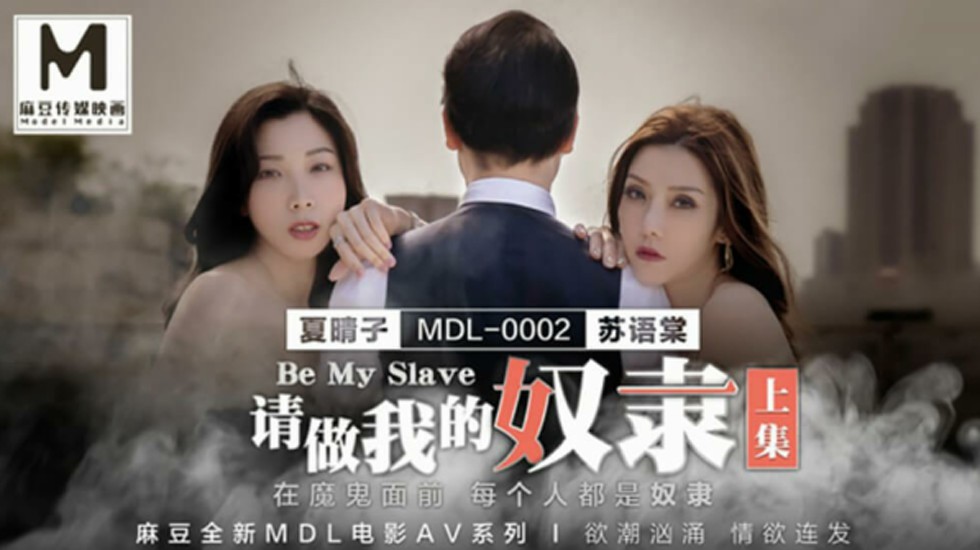 M
麻豆传媒映画
Model Media
夏晴子 MDL-0002 苏语棠
Be My Slave
请做我的奴隶 上集
在魔鬼面前 每个人都是奴隶
麻豆全新MDL电影AV系列 | 欲潮汹涌 情欲连发